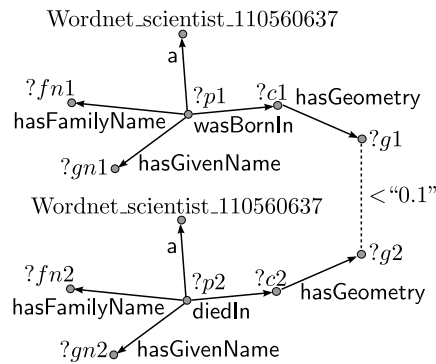 Wordnet_scientist_110560637
a
?fn1
?p1
?c1
hasGeometry
hasFamilyName
wasBornIn
?g1
?gn1
hasGivenName
<"0.1"
Wordnet_scientist_110560637
a
?g2
?fn2
?p2
?c2
hasFamilyName
diedIn
hasGeometry
?gn2
hasGivenName